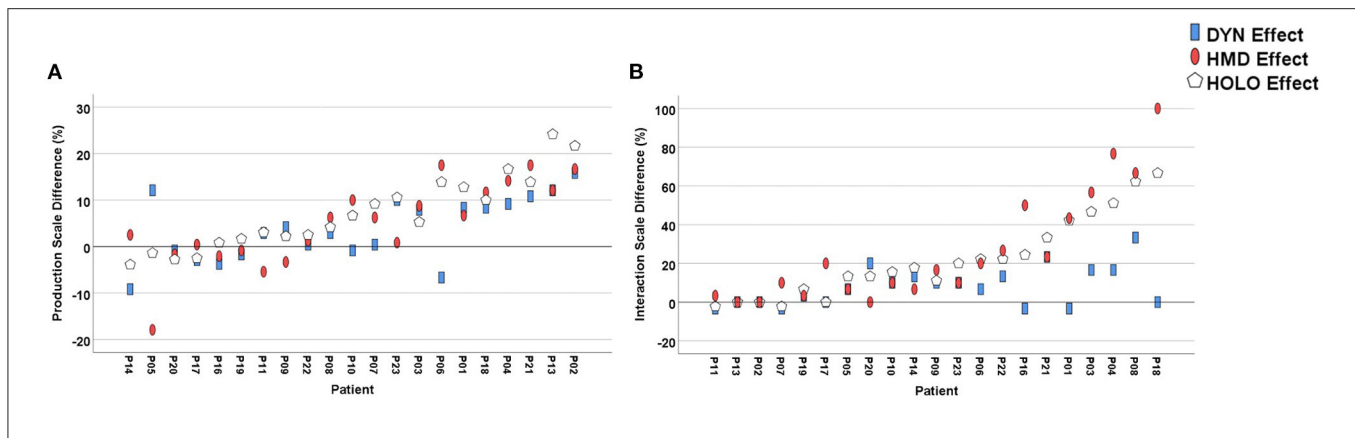 DYN Effect
HMD Effect
HOLO Effect
A
Production Scale Difference (%)
30
20
10
0
-10
-20
P14 P05 P20 P17 P16 P19 P11 P09 P22 P08 P10 P07 P23 P03 P06 P01 P18 P04 P21 P13 P02
Patient
B
Interaction Scale Difference (%)
100
80
60
40
20
0
-20
P11 P13 P02 P07 P19 P17 P05 P20 P10 P14 P09 P23 P06 P22 P16 P21 P01 P03 P04 P08 P18
Patient